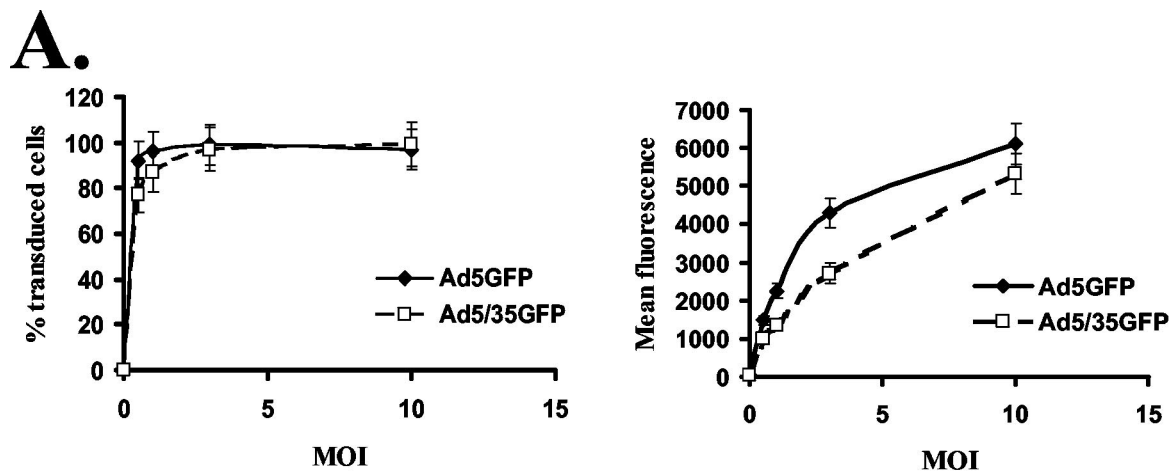 A.
% transduced cells
120
100
80
60
40
20
0
0 5 10 15
MOI
Ad5GFP
Ad5/35GFP
Mean fluorescence
7000
6000
5000
4000
3000
2000
1000
0
0 5 10 15
MOI
Ad5GFP
Ad5/35GFP